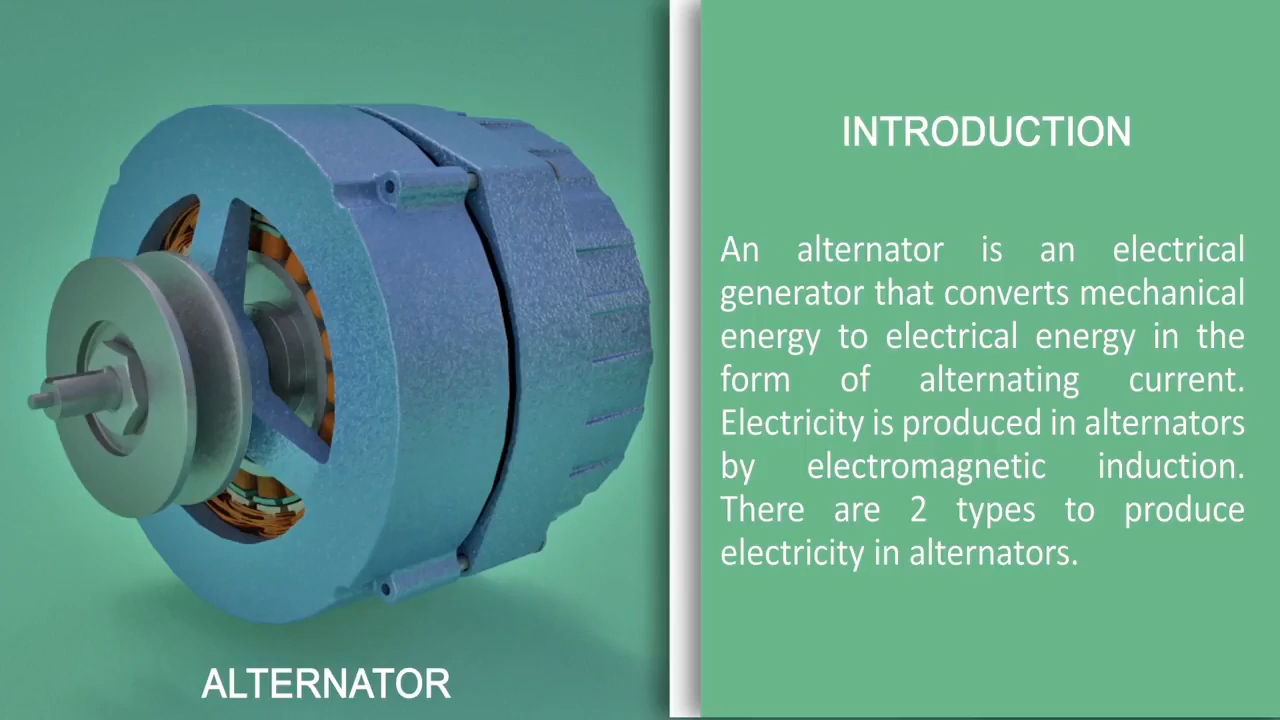 INTRODUCTION
An alternator is an electrical
generator that converts mechanical
energy to electrical energy in the
form of alternating current.
Electricity is produced in alternators
by electromagnetic induction.
There are 2 types to produce
electricity in alternators.
ALTERNATOR